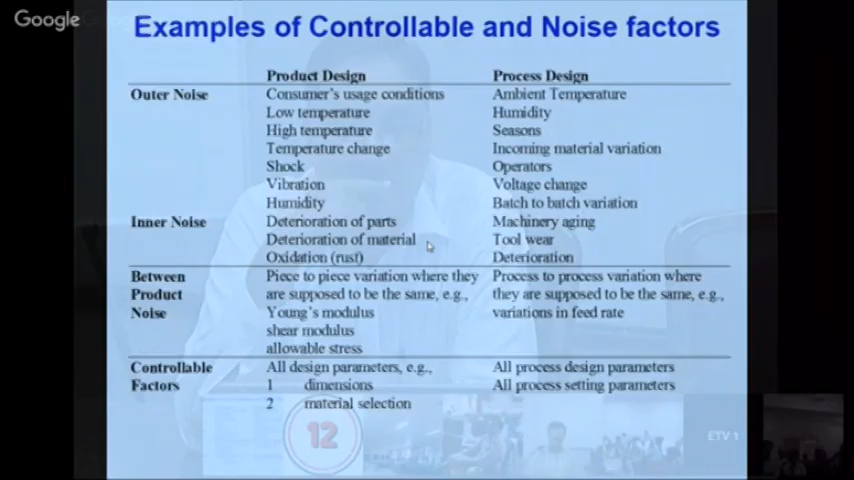 Google
Examples of Controllable and Noise factors
Product Design Process Design
Outer Noise Consumer's usage conditions Ambient Temperature
Low temperature Humidity
High temperature Seasons
Temperature change Incoming material variation
Shock Operators
Vibration Voltage change
Humidity Batch to batch variation
Inner Noise Deterioration of parts Machinery aging
Deterioration of material Tool wear
Oxidation (rust) Deterioration
Between Piece to piece variation where they Process to process variation where
Product are supposed to be the same, e.g., they are supposed to be the same, e.g.,
Noise Young's modulus variations in feed rate
shear modulus
allowable stress
Controllable All design parameters, e.g., All process design parameters
Factors 1 dimensions All process setting parameters
2 material selection
12
ETV 1